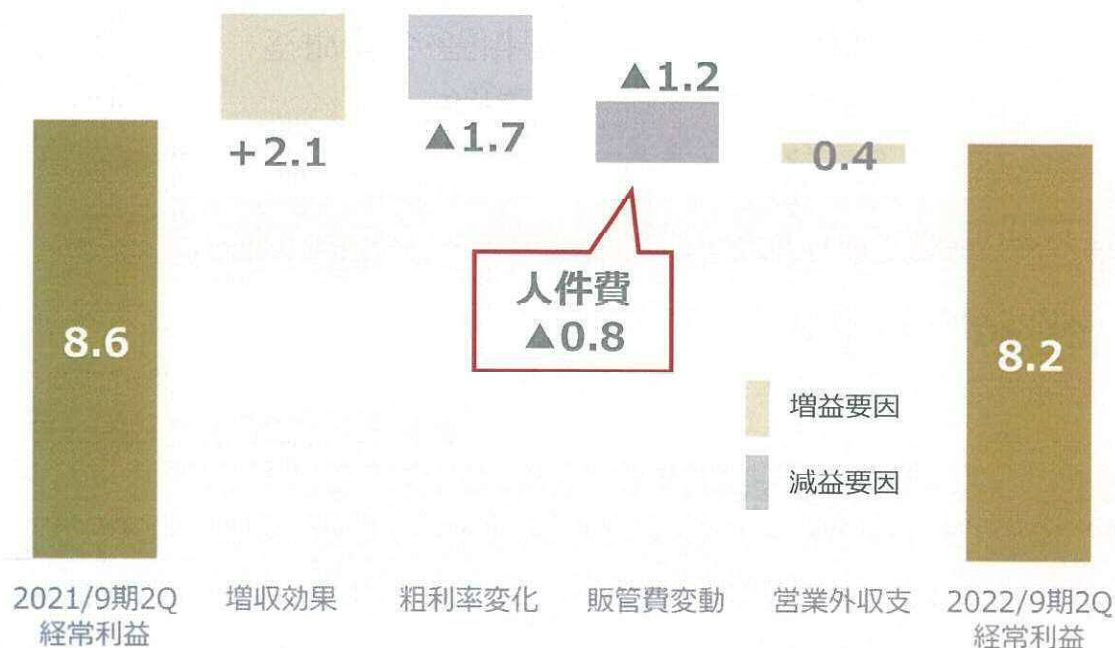 ▲1.2
+2.1
▲1.7
0.4
人件費
▲0.8
8.6
8.2
増益要因
減益要因
2021/9期2Q
経常利益
増収効果
粗利率変化
販管費変動
営業外収支
2022/9期2Q
経常利益